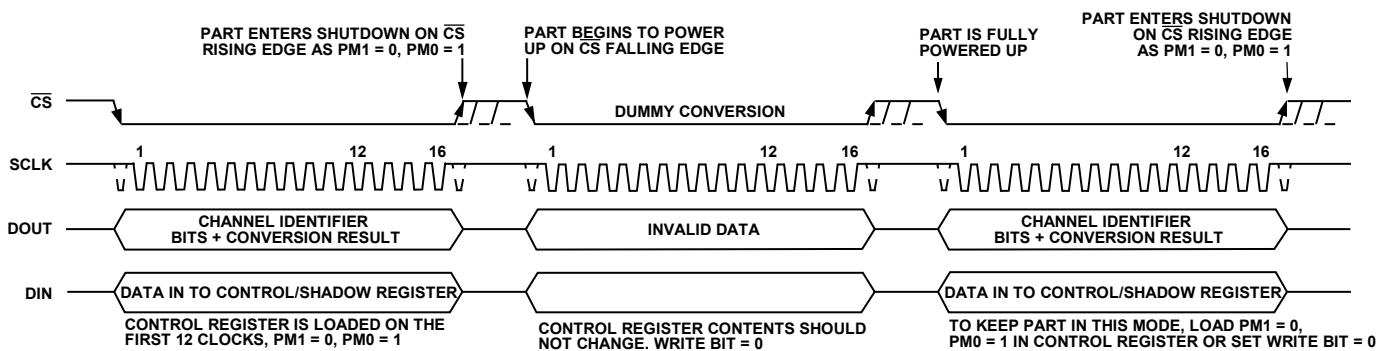 PART ENTERS SHUTDOWN ON CS
RISING EDGE AS PM1 = 0, PM0 = 1
PART BEGINS TO POWER
UP ON CS FALLING EDGE
PART IS FULLY
POWERED UP
PART ENTERS SHUTDOWN
ON CS RISING EDGE
AS PM1 = 0, PM0 = 1
CS
DUMMY CONVERSION
SCLK
1 12 16 1 12 16 1 12 16
DOUT
CHANNEL IDENTIFIER
BITS + CONVERSION RESULT
INVALID DATA
CHANNEL IDENTIFIER
BITS + CONVERSION RESULT
DIN
DATA IN TO CONTROL/SHADOW REGISTER
DATA IN TO CONTROL/SHADOW REGISTER
CONTROL REGISTER IS LOADED ON THE
FIRST 12 CLOCKS, PM1 = 0, PM0 = 1
CONTROL REGISTER CONTENTS SHOULD
NOT CHANGE, WRITE BIT = 0
TO KEEP PART IN THIS MODE, LOAD PM1 = 0,
PM0 = 1 IN CONTROL REGISTER OR SET WRITE BIT = 0